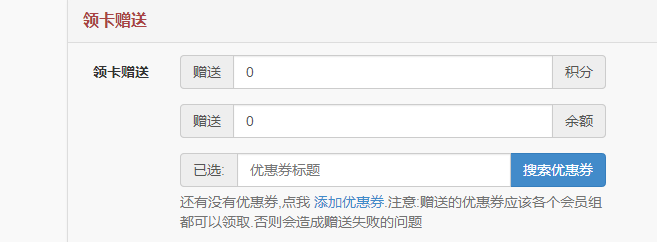 领卡赠送
领卡赠送 赠送 0 积分
赠送 0 余额
已选: 优惠券标题 搜索优惠券
还有没有优惠券,点我 添加优惠券.注意:赠送的优惠券应该各个会员组
都可以领取.否则会造成赠送失败的问题